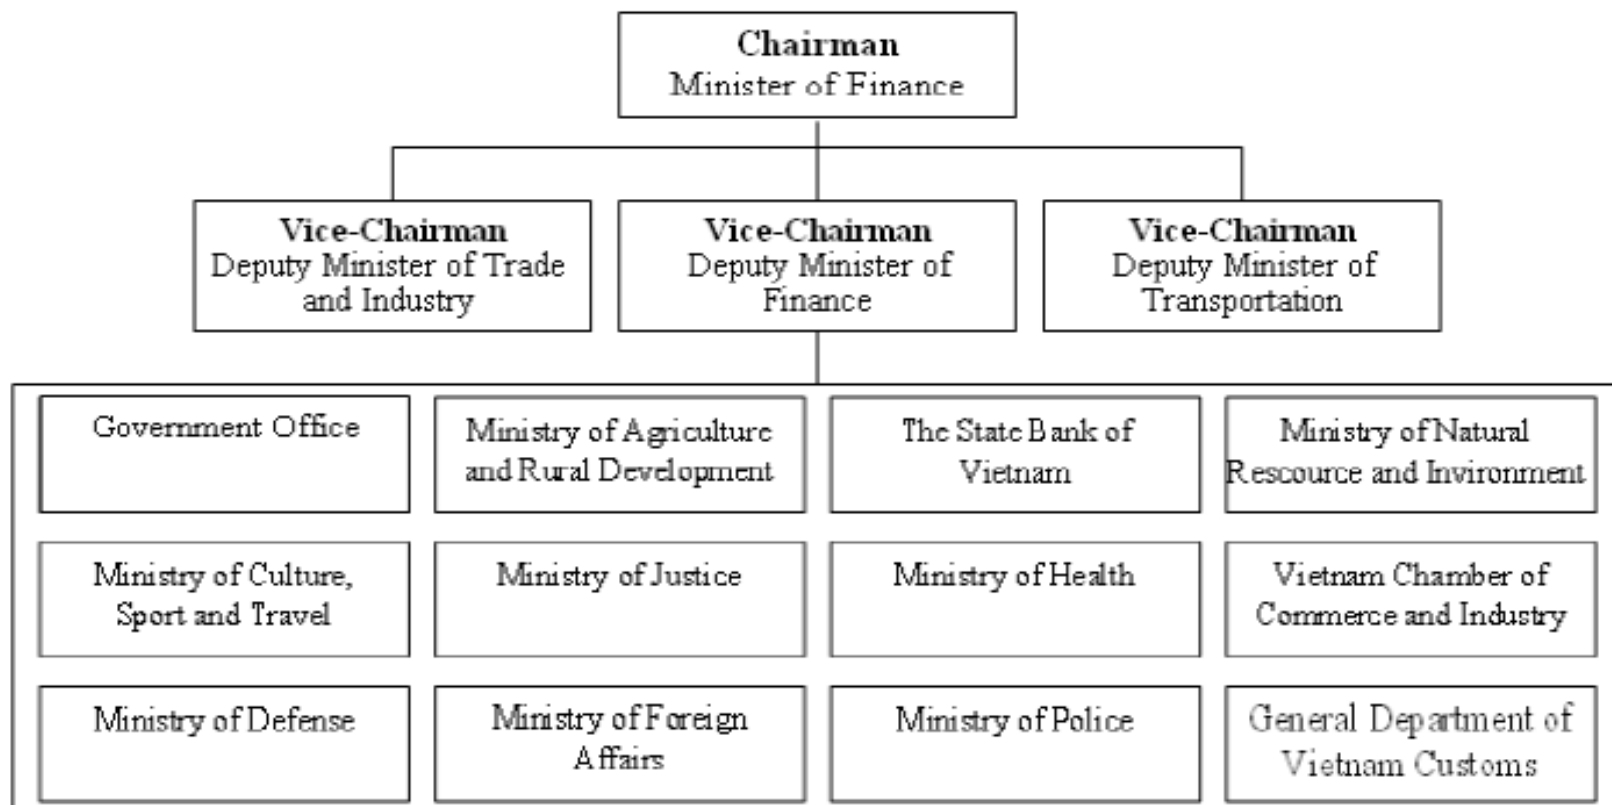 Chairman
Minister of Finance
Vice-Chairman
Deputy Minister of Trade
and Industry
Vice-Chairman
Deputy Minister of
Finance
Vice-Chairman
Deputy Minister of
Transportation
Government Office
Ministry of Agriculture
and Rural Development
The State Bank of
Vietnam
Ministry of Natural
Rescource and Invironment
Ministry of Culture,
Sport and Travel
Ministry of Justice
Ministry of Health
Vietnam Chamber of
Commerce and Industry
Ministry of Defense
Ministry of Foreign
Affairs
Ministry of Police
General Department of
Vietnam Customs